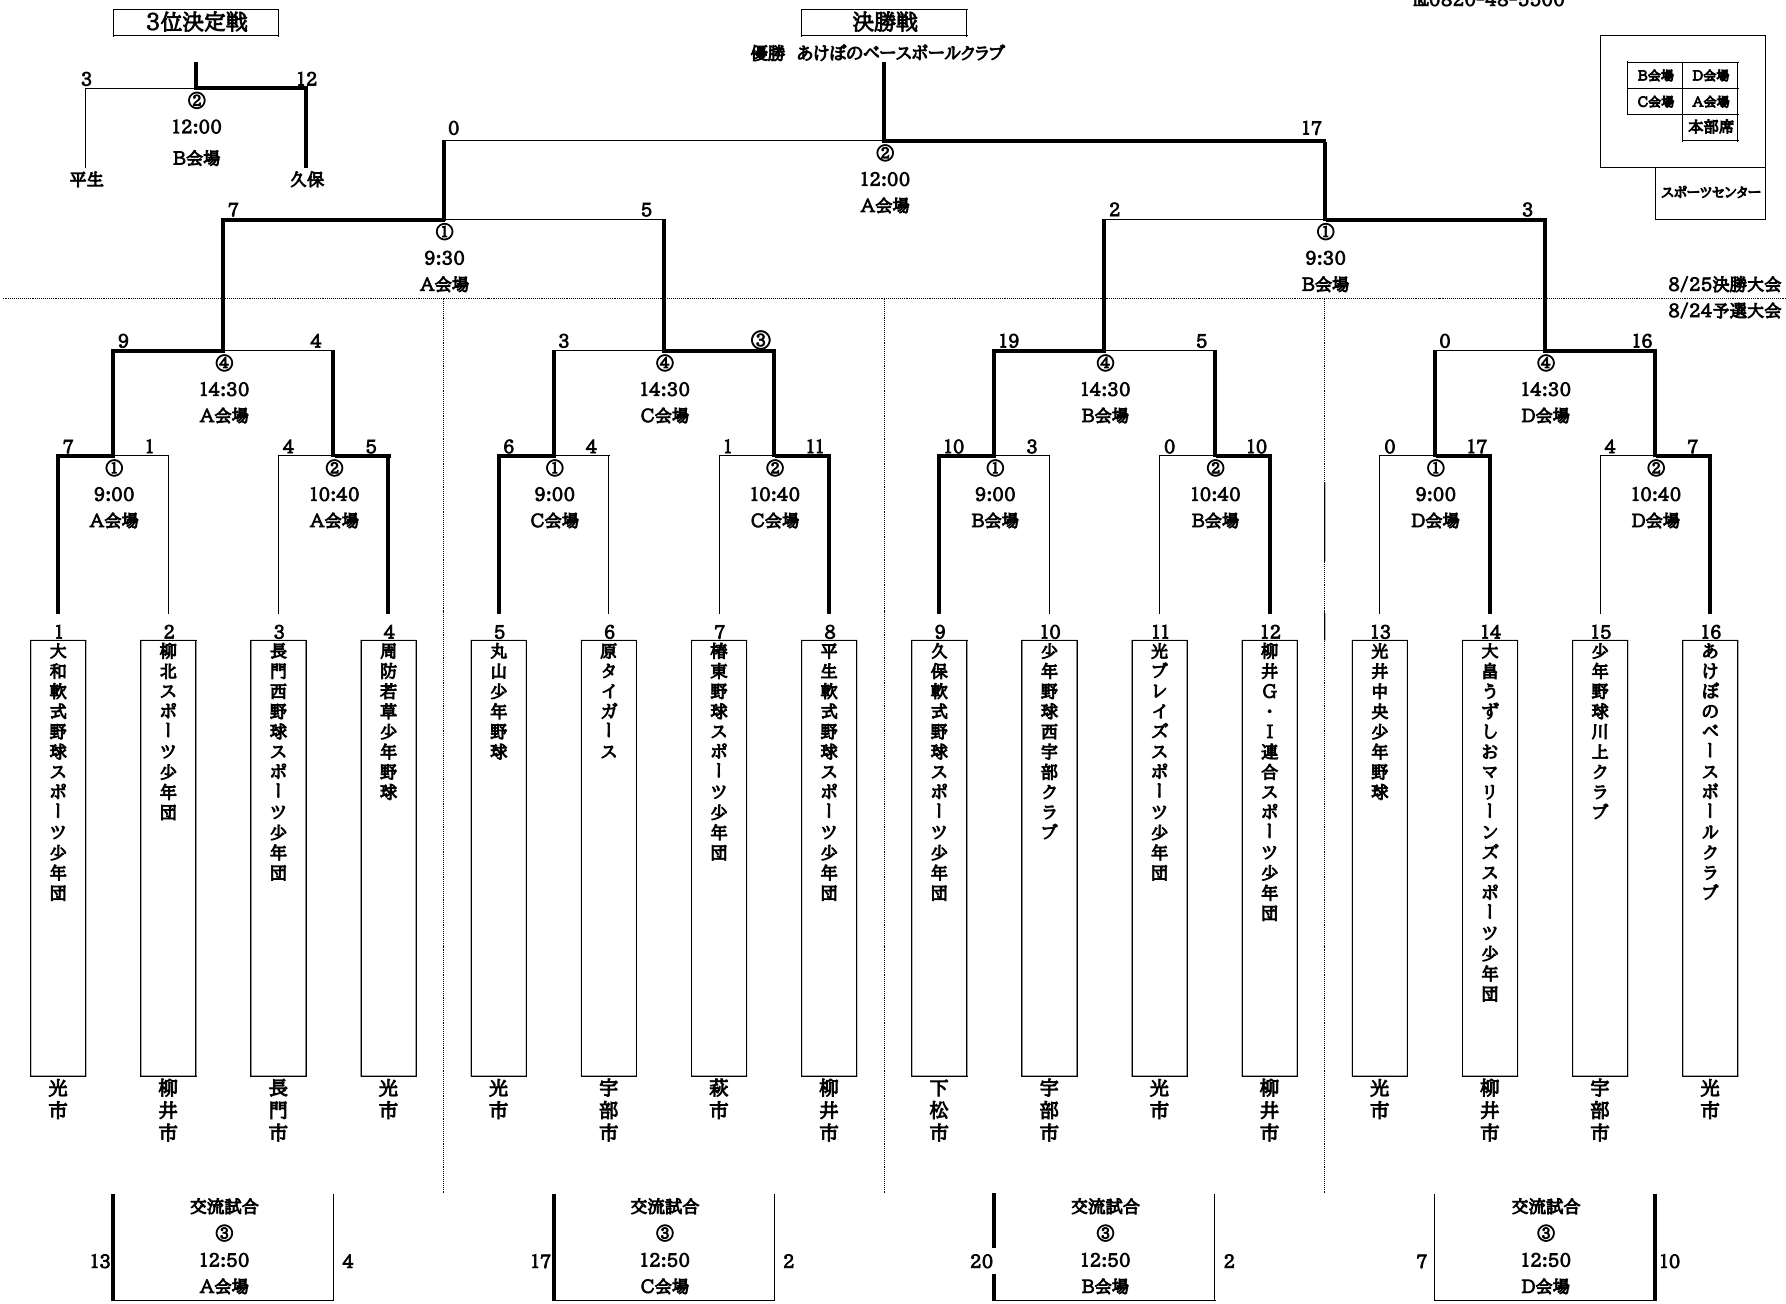 ℡0820-48-5500
3位決定戦
決勝戦
優勝 あけぼのベースボールクラブ
3 12
②
12:00
B会場
平生 久保
B会場 D会場
C会場 A会場
本部席
スポーツセンター
0 17
②
12:00
A会場
7 5 2 3
① ①
9:30 9:30
A会場 B会場
8/25決勝大会
8/24予選大会
9 4 3 ③ 19 5 0 16
④ ④ ④ ④
14:30 14:30 14:30 14:30
A会場 C会場 B会場 D会場
7 1 4 5 6 4 1 11 10 3 0 10 0 17 4 7
① ② ① ② ① ② ① ②
9:00 10:40 9:00 10:40 9:00 10:40 9:00 10:40
A会場 A会場 C会場 C会場 B会場 B会場 D会場 D会場
1 2 3 4 5 6 7 8 9 10 11 12 13 14 15 16
大和軟式野球スポーツ少年団
柳北スポーツ少年団
長門西野球スポーツ少年団
周防若草少年野球
丸山少年野球
原タイガース
椿東野球スポーツ少年団
平生軟式野球スポーツ少年団
久保軟式野球スポーツ少年団
少年野球西宇部クラブ
光ブレイズスポーツ少年団
柳井G・I連合スポーツ少年団
光井中央少年野球
大畠うずしおマリーンズスポーツ少年団
少年野球川上クラブ
あけぼのベースボールクラブ
光市
柳井市
長門市
光市
光市
宇部市
萩市
柳井市
下松市
宇部市
光市
柳井市
光市
柳井市
宇部市
光市
交流試合 交流試合 交流試合 交流試合
③ ③ ③ ③
13 12:50 4 17 12:50 2 20 12:50 2 7 12:50 10
A会場 C会場 B会場 D会場